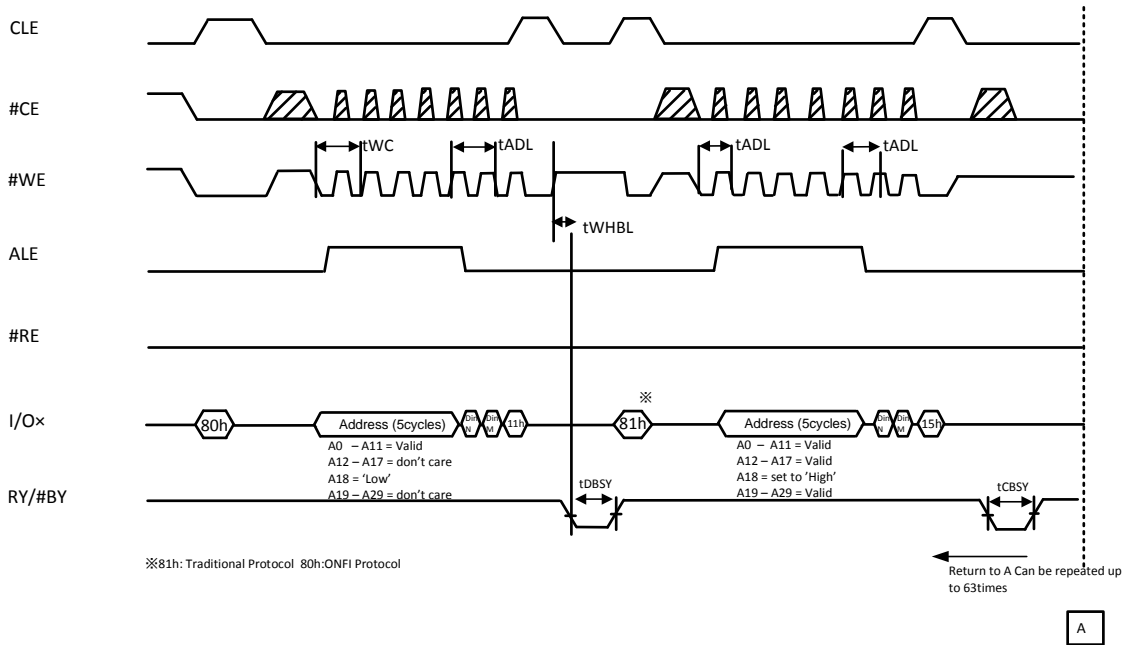 CLE
#CE
tWC
tADL
tADL
tADL
#WE
tWHBL
ALE
#RE
※
I/O×
80h
Address (5cycles)
Din N
Din M
11h
81h
Address (5cycles)
Din N
Din M
15h
A0 – A11 = Valid
A12 – A17 = don't care
A18 = 'Low'
A19 – A29 = don't care
A0 – A11 = Valid
A12 – A17 = Valid
A18 = set to 'High'
A19 – A29 = Valid
RY/#BY
tDBSY
tCBSY
※81h: Traditional Protocol 80h:ONFI Protocol
Return to A Can be repeated up
to 63times
A